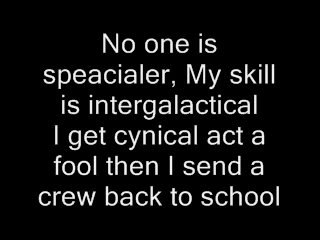 No one is
speacialer, My skill
is intergalactical
I get cynical act a
fool then I send a
crew back to school